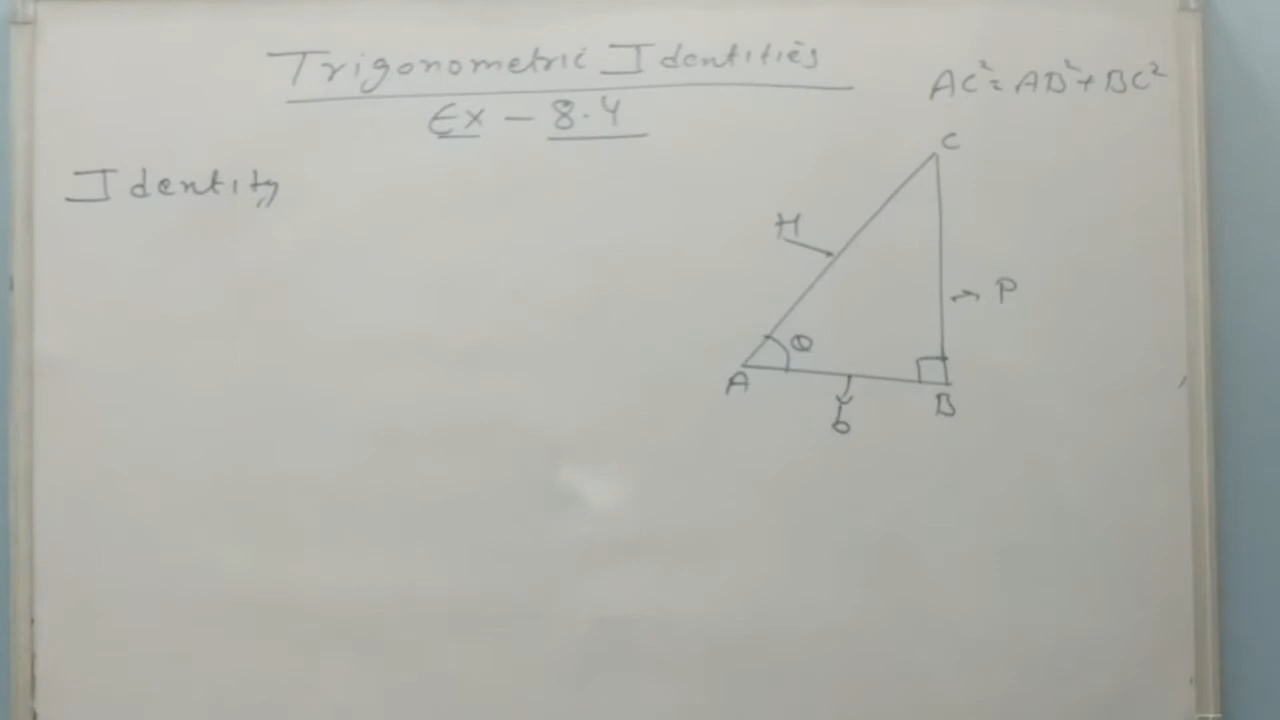 Trigonometric Identities
Ex - 8.4
AC² = AB² + BC²
Identity
C
H
P
θ
A
B
b